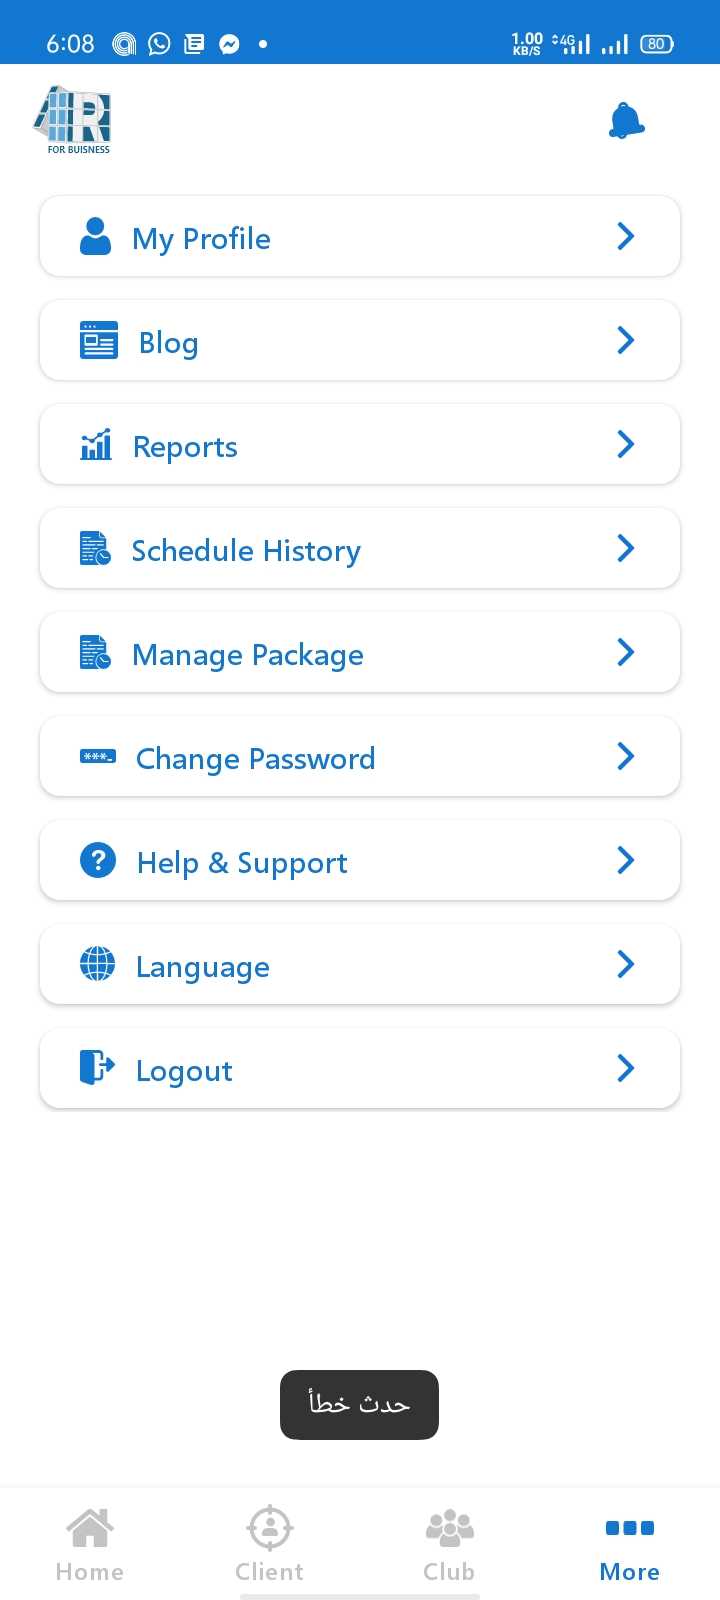 6:08
1.00
KB/S
4G
80
R
FOR BUISNESS
My Profile
Blog
Reports
Schedule History
Manage Package
***_
Change Password
?
Help & Support
Language
Logout
حدث خطأ
Home
Client
Club
More